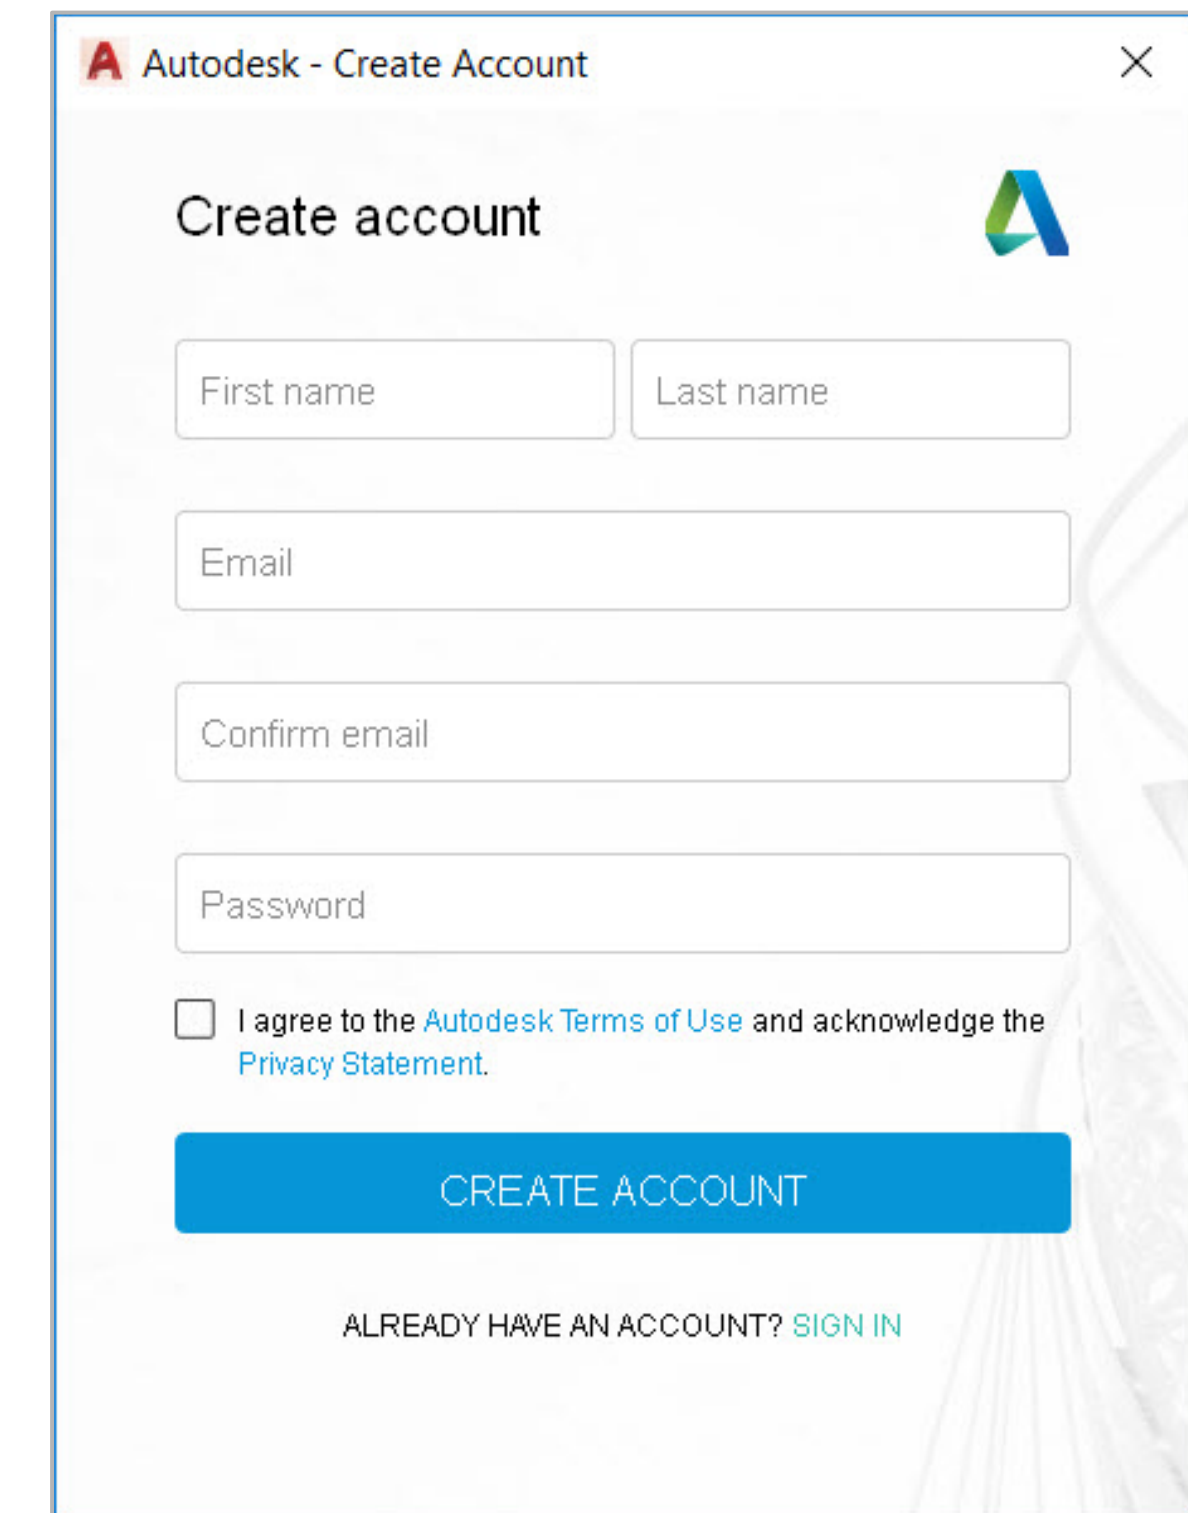 Autodesk - Create Account
Create account
First name
Last name
Email
Confirm email
Password
I agree to the Autodesk Terms of Use and acknowledge the
Privacy Statement.
CREATE ACCOUNT
ALREADY HAVE AN ACCOUNT? SIGN IN